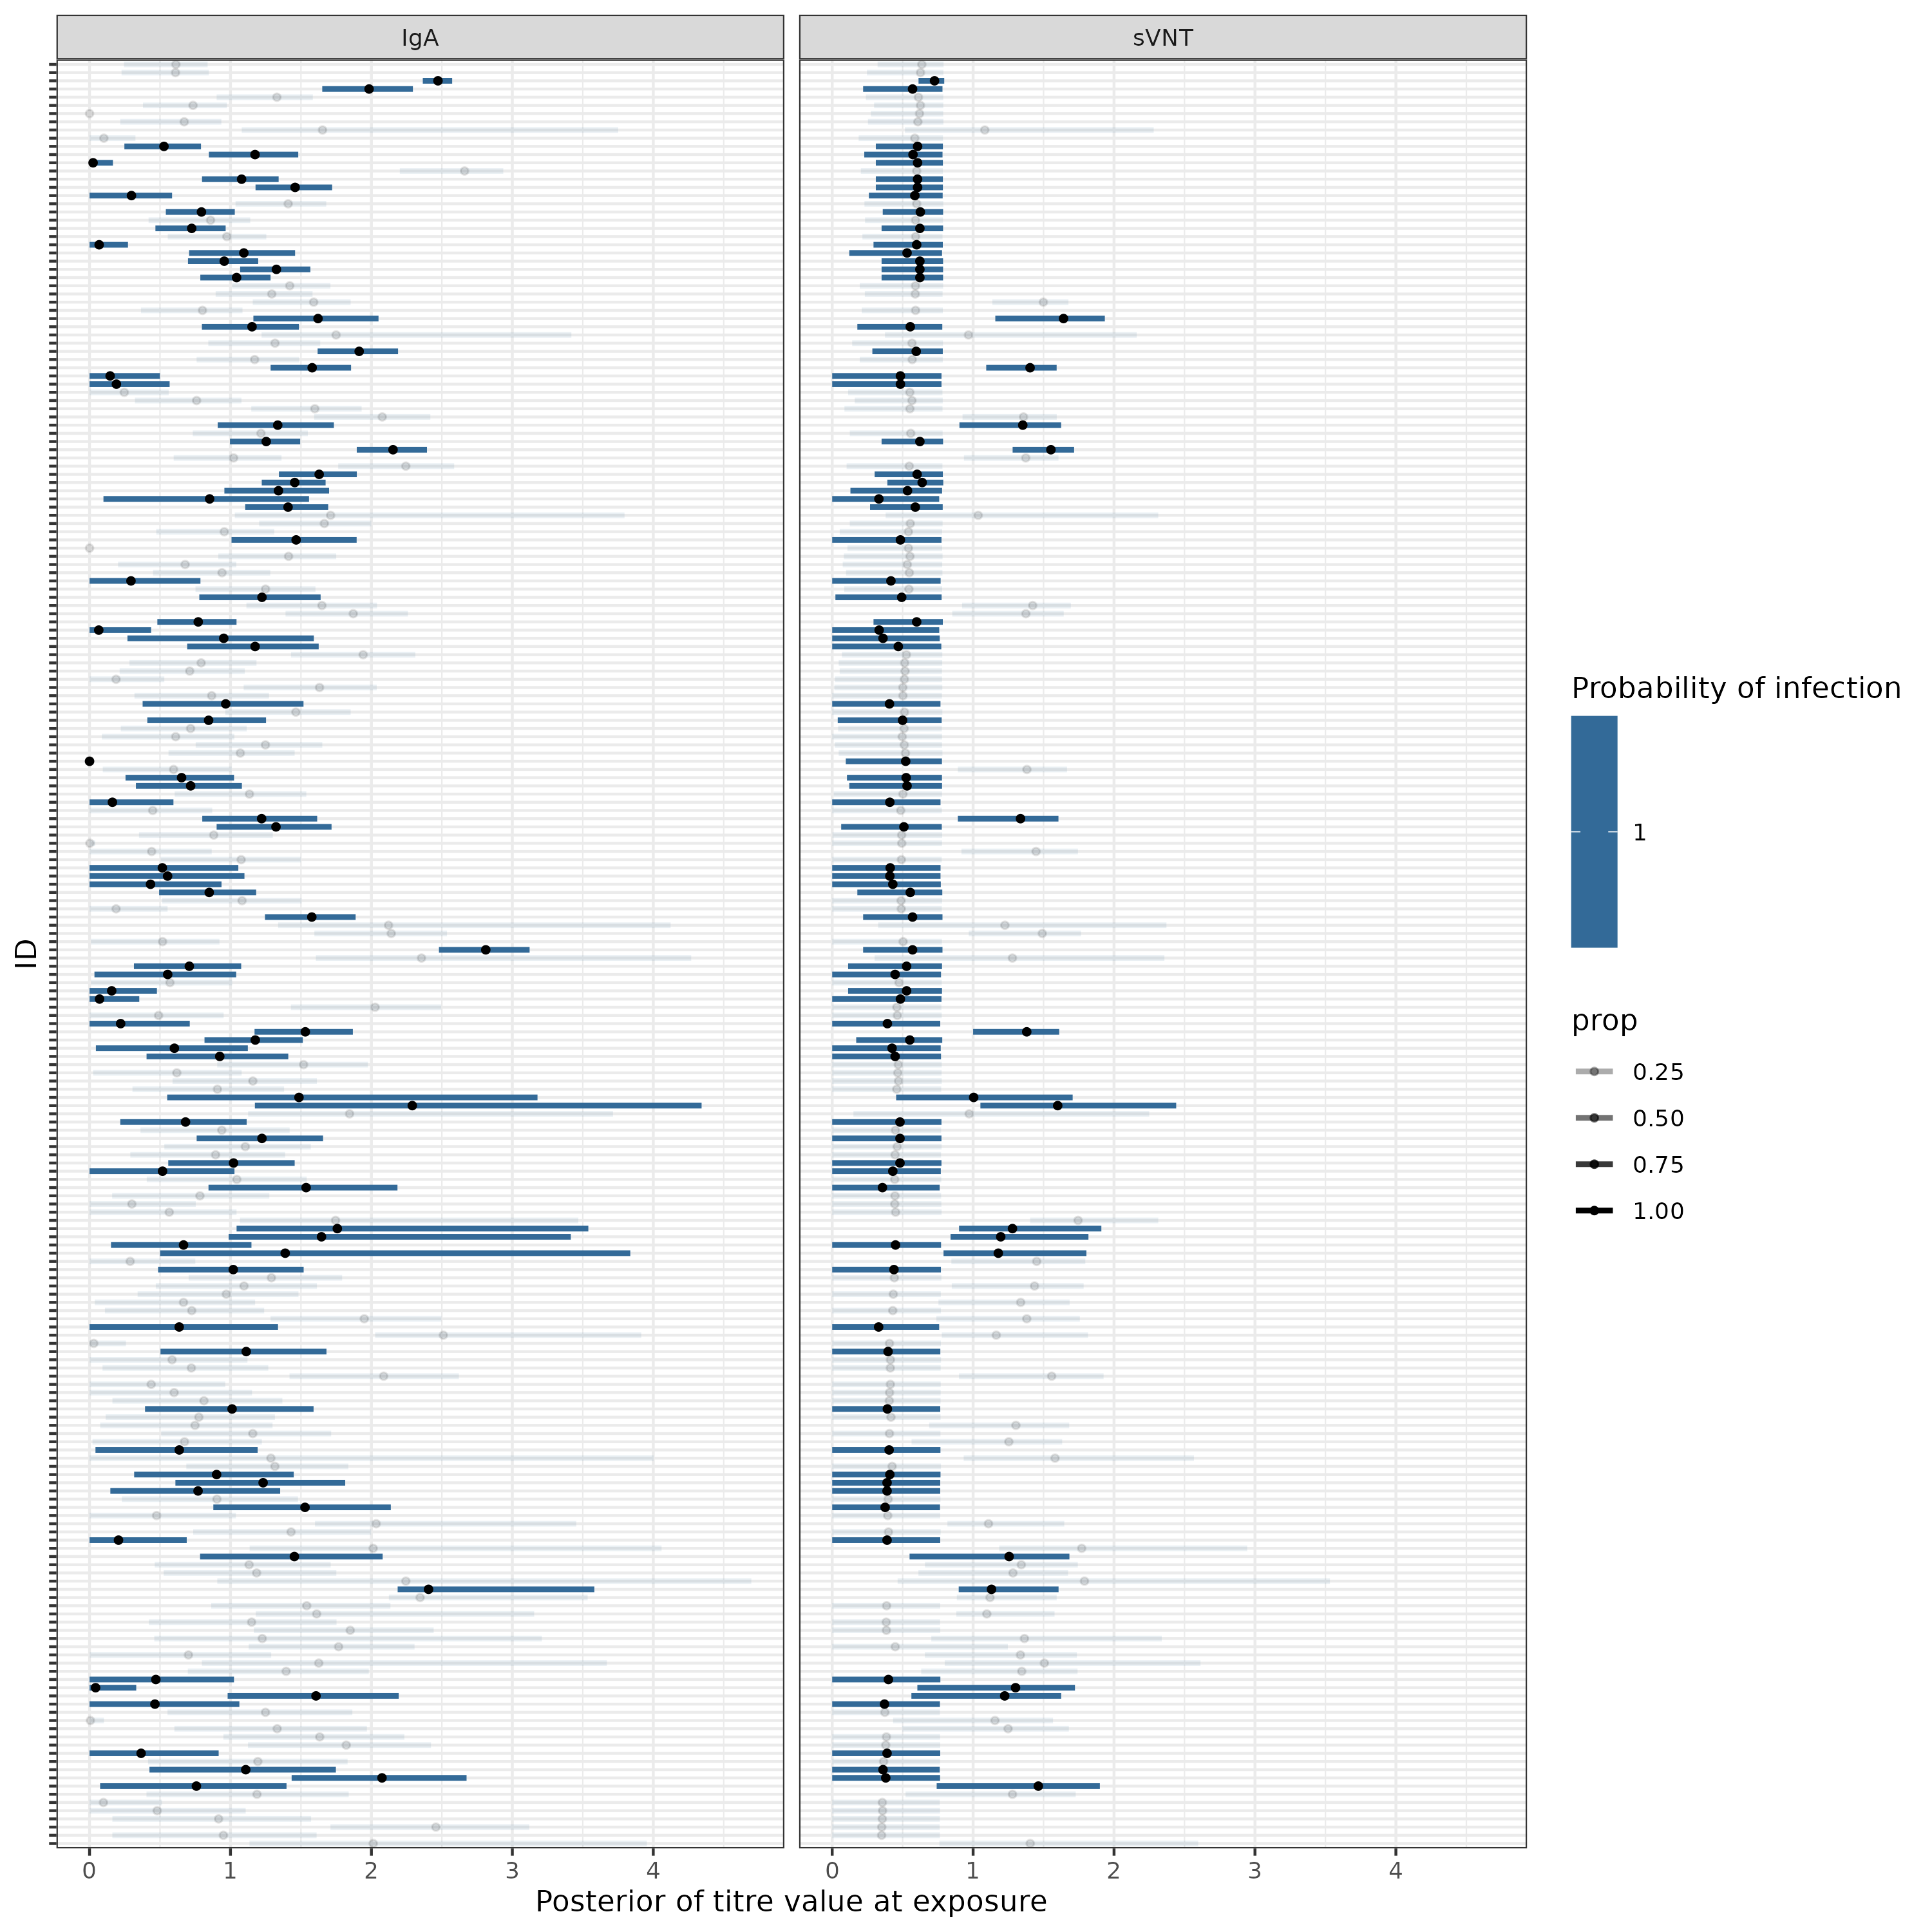 IgA
sVNT
ID
0 1 2 3 4
0 1 2 3 4
Posterior of titre value at exposure
Probability of infection
1
prop
0.25
0.50
0.75
1.00